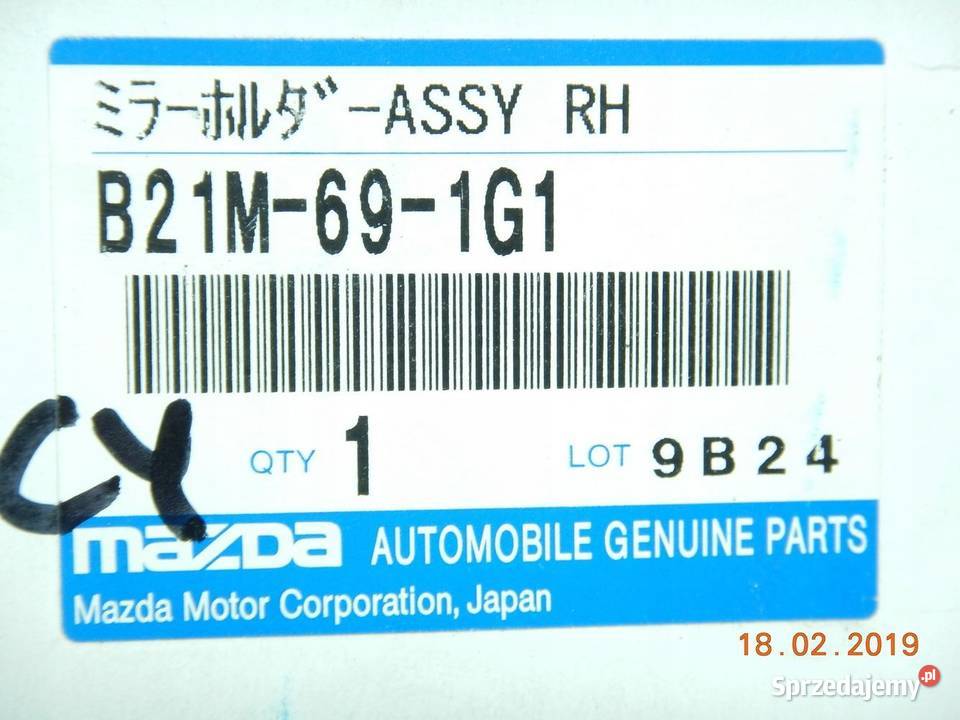 ﾐﾗｰﾎﾙﾀﾞｰASSY RH
B21M-69-1G1
CY
QTY 1 LOT 9B24
mazda AUTOMOBILE GENUINE PARTS
Mazda Motor Corporation, Japan
18.02.2019
Sprzedajemy.pl